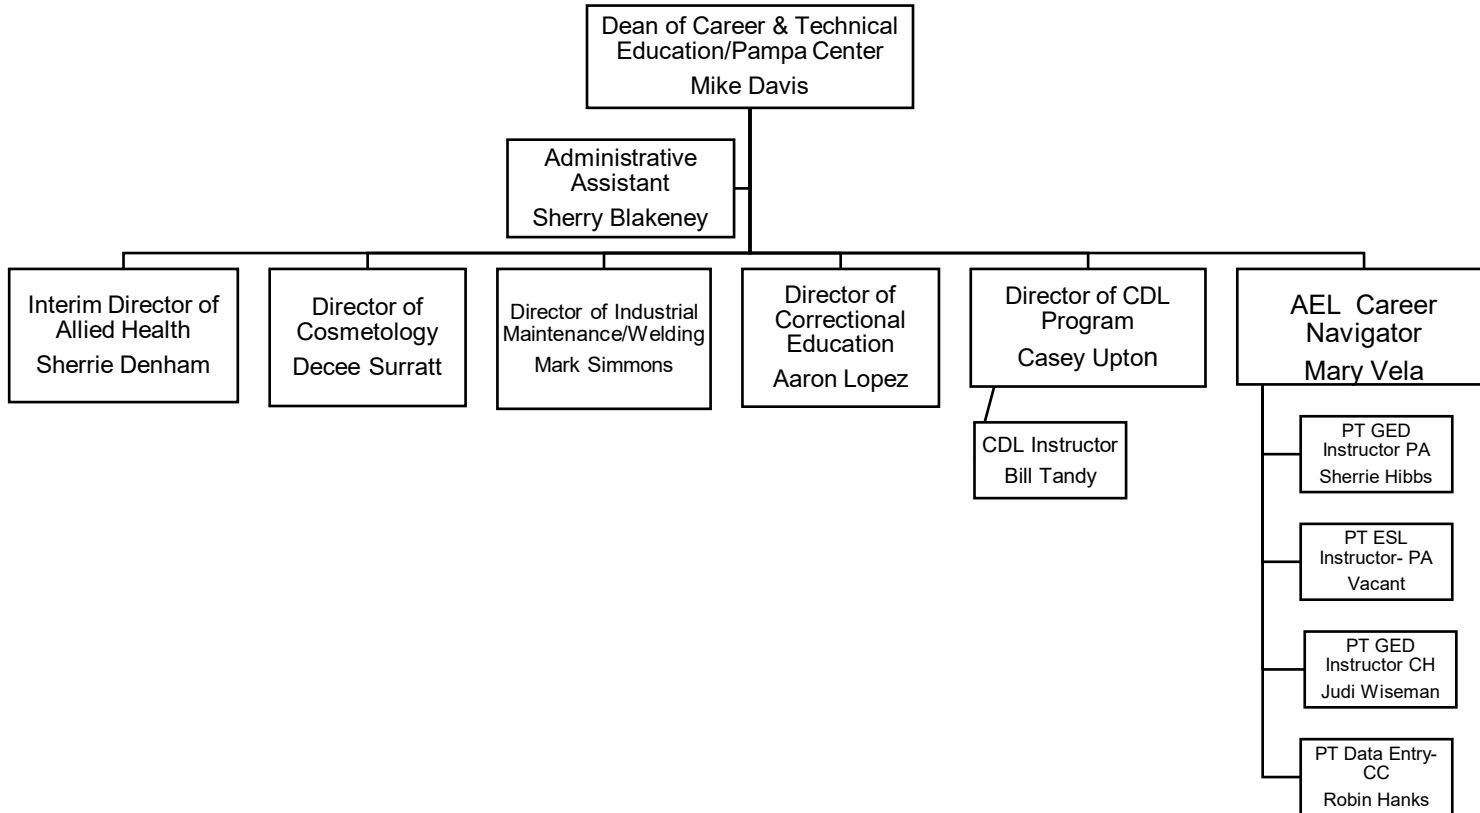 Dean of Career & Technical
Education/Pampa Center
Mike Davis
Administrative
Assistant
Sherry Blakeney
Interim Director of
Allied Health
Sherrie Denham
Director of
Cosmetology
Decee Surratt
Director of Industrial
Maintenance/Welding
Mark Simmons
Director of
Correctional
Education
Aaron Lopez
Director of CDL
Program
Casey Upton
AEL Career
Navigator
Mary Vela
CDL Instructor
Bill Tandy
PT GED
Instructor PA
Sherrie Hibbs
PT ESL
Instructor- PA
Vacant
PT GED
Instructor CH
Judi Wiseman
PT Data Entry-
CC
Robin Hanks